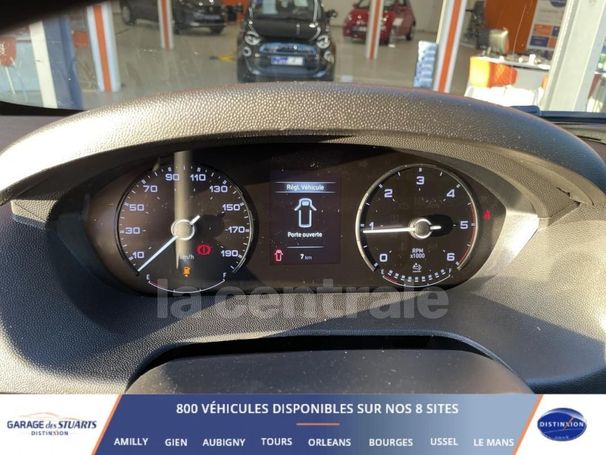 10 30 50 70 90 110 130 150 170 190
km/h
E F
Régl. Véhicule
Porte ouverte
7 km
0 1 2 3 4 5 6
RPM
x1000
E F
la centrale
800 VÉHICULES DISPONIBLES SUR NOS 8 SITES
GARAGE des STUARTS
DISTINXION
AMILLY GIEN AUBIGNY TOURS ORLEANS BOURGES USSEL LE MANS
DISTINXION